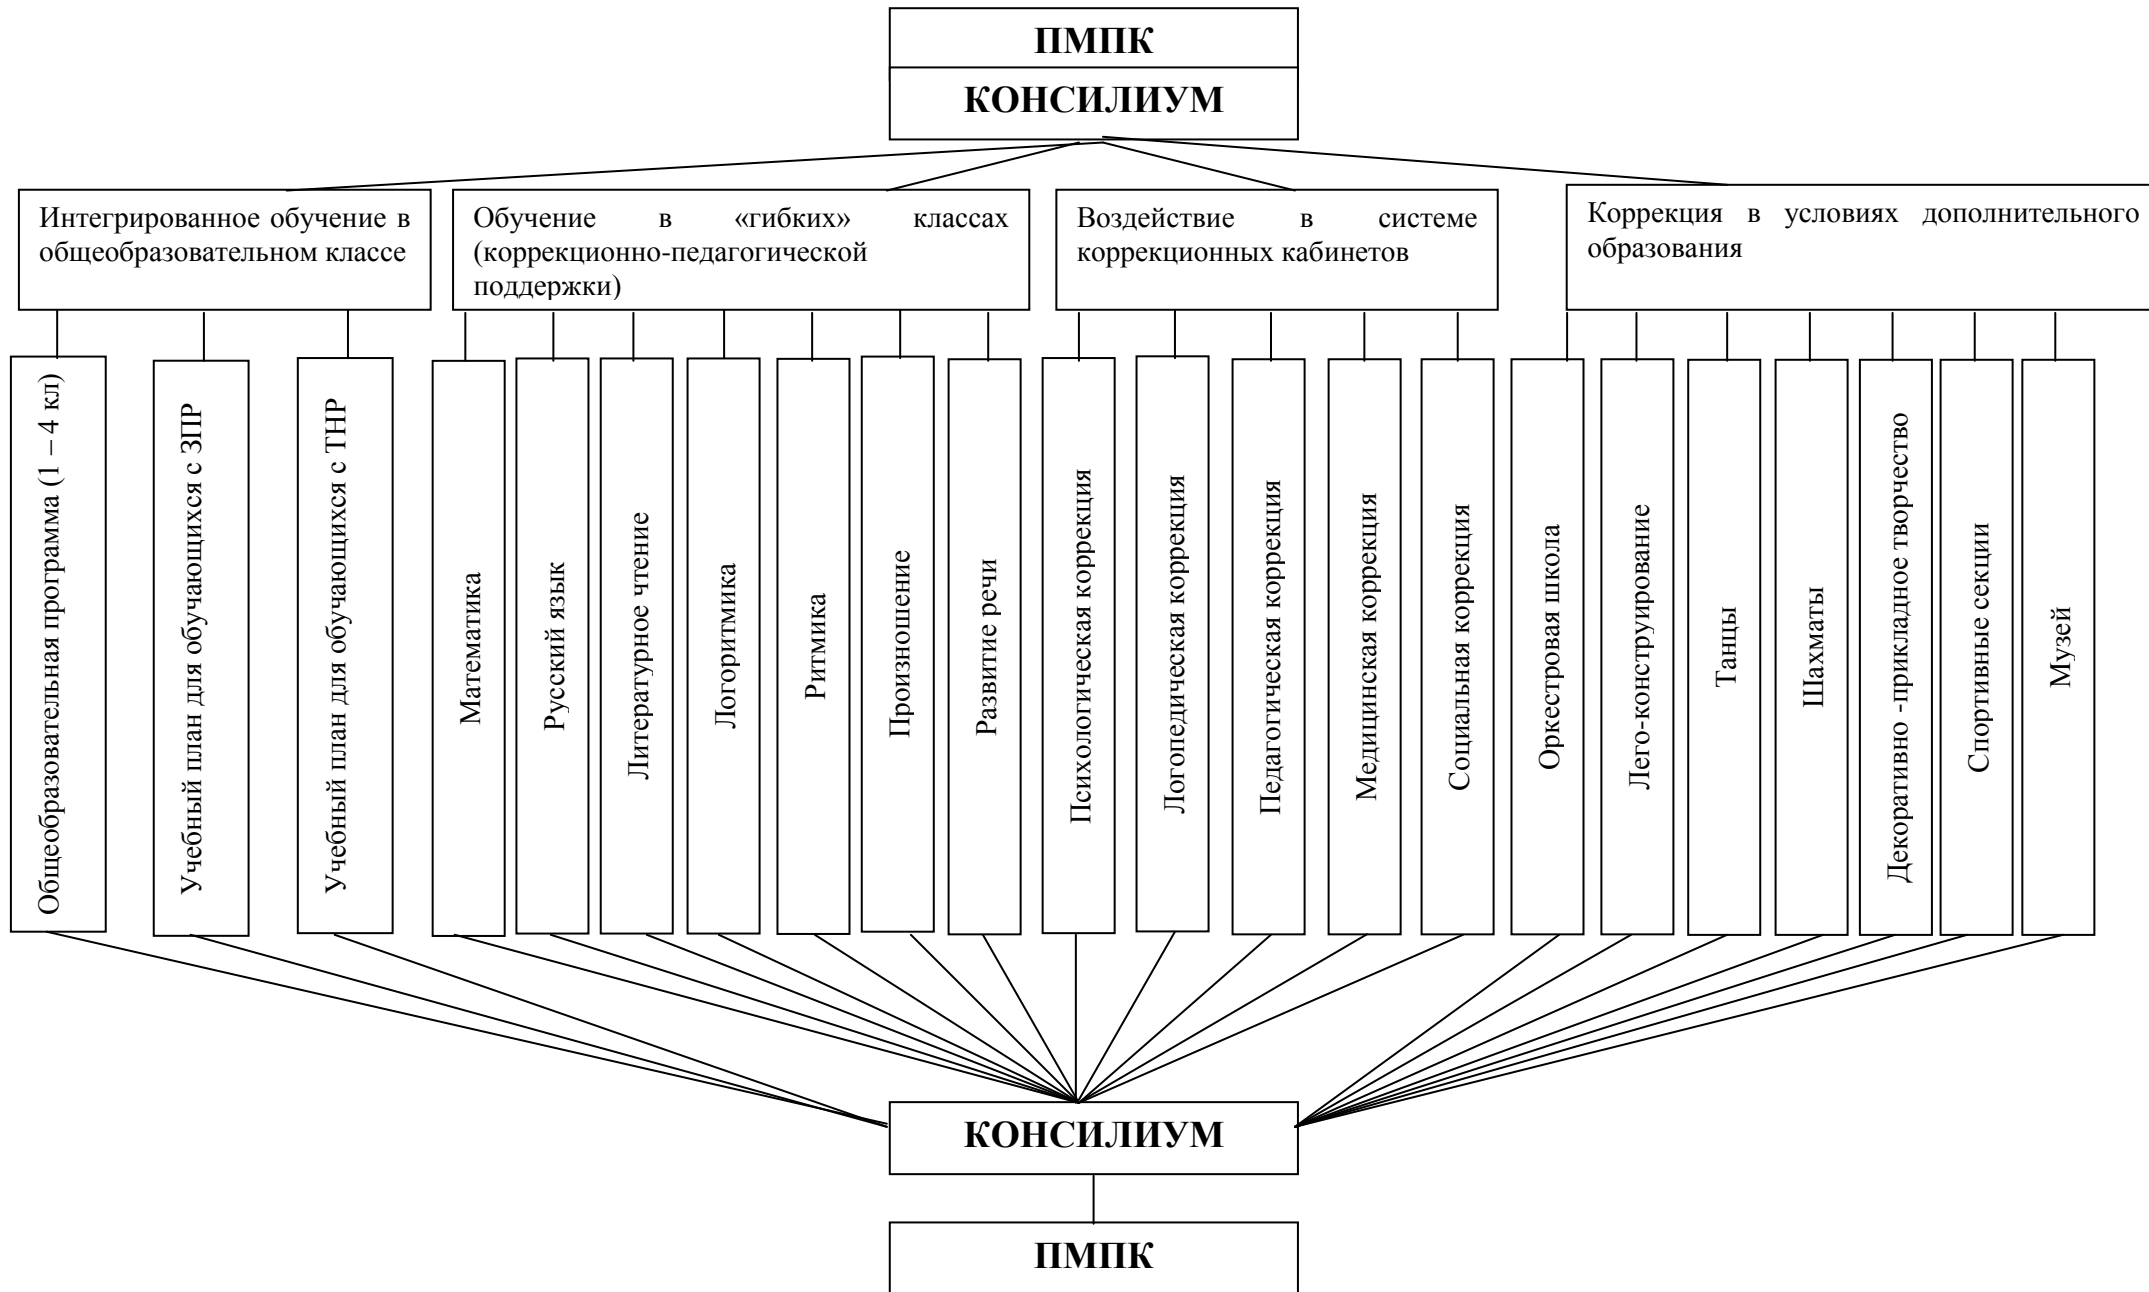 ПМПК
КОНСИЛИУМ
Интегрированное обучение в
общеобразовательном классе
Обучение в «гибких» классах
(коррекционно-педагогической
поддержки)
Воздействие в системе
коррекционных кабинетов
Коррекция в условиях дополнительного
образования
Общеобразовательная программа (1 – 4 кл)
Учебный план для обучающихся с ЗПР
Учебный план для обучающихся с ТНР
Математика
Русский язык
Литературное чтение
Логоритмика
Ритмика
Произношение
Развитие речи
Психологическая коррекция
Логопедическая коррекция
Педагогическая коррекция
Медицинская коррекция
Социальная коррекция
Оркестровая школа
Лего-конструирование
Танцы
Шахматы
Декоративно -прикладное творчество
Спортивные секции
Музей
КОНСИЛИУМ
ПМПК